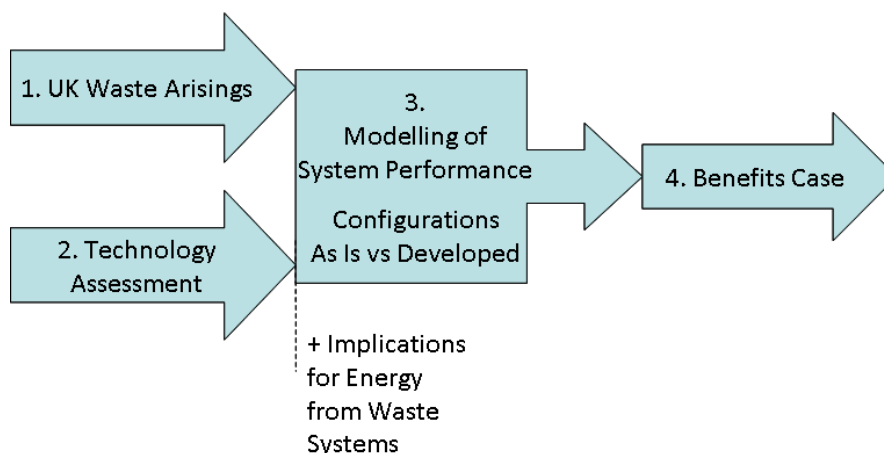 1. UK Waste Arisings
2. Technology
Assessment
3.
Modelling of
System Performance
Configurations
As Is vs Developed
4. Benefits Case
+ Implications
for Energy
from Waste
Systems